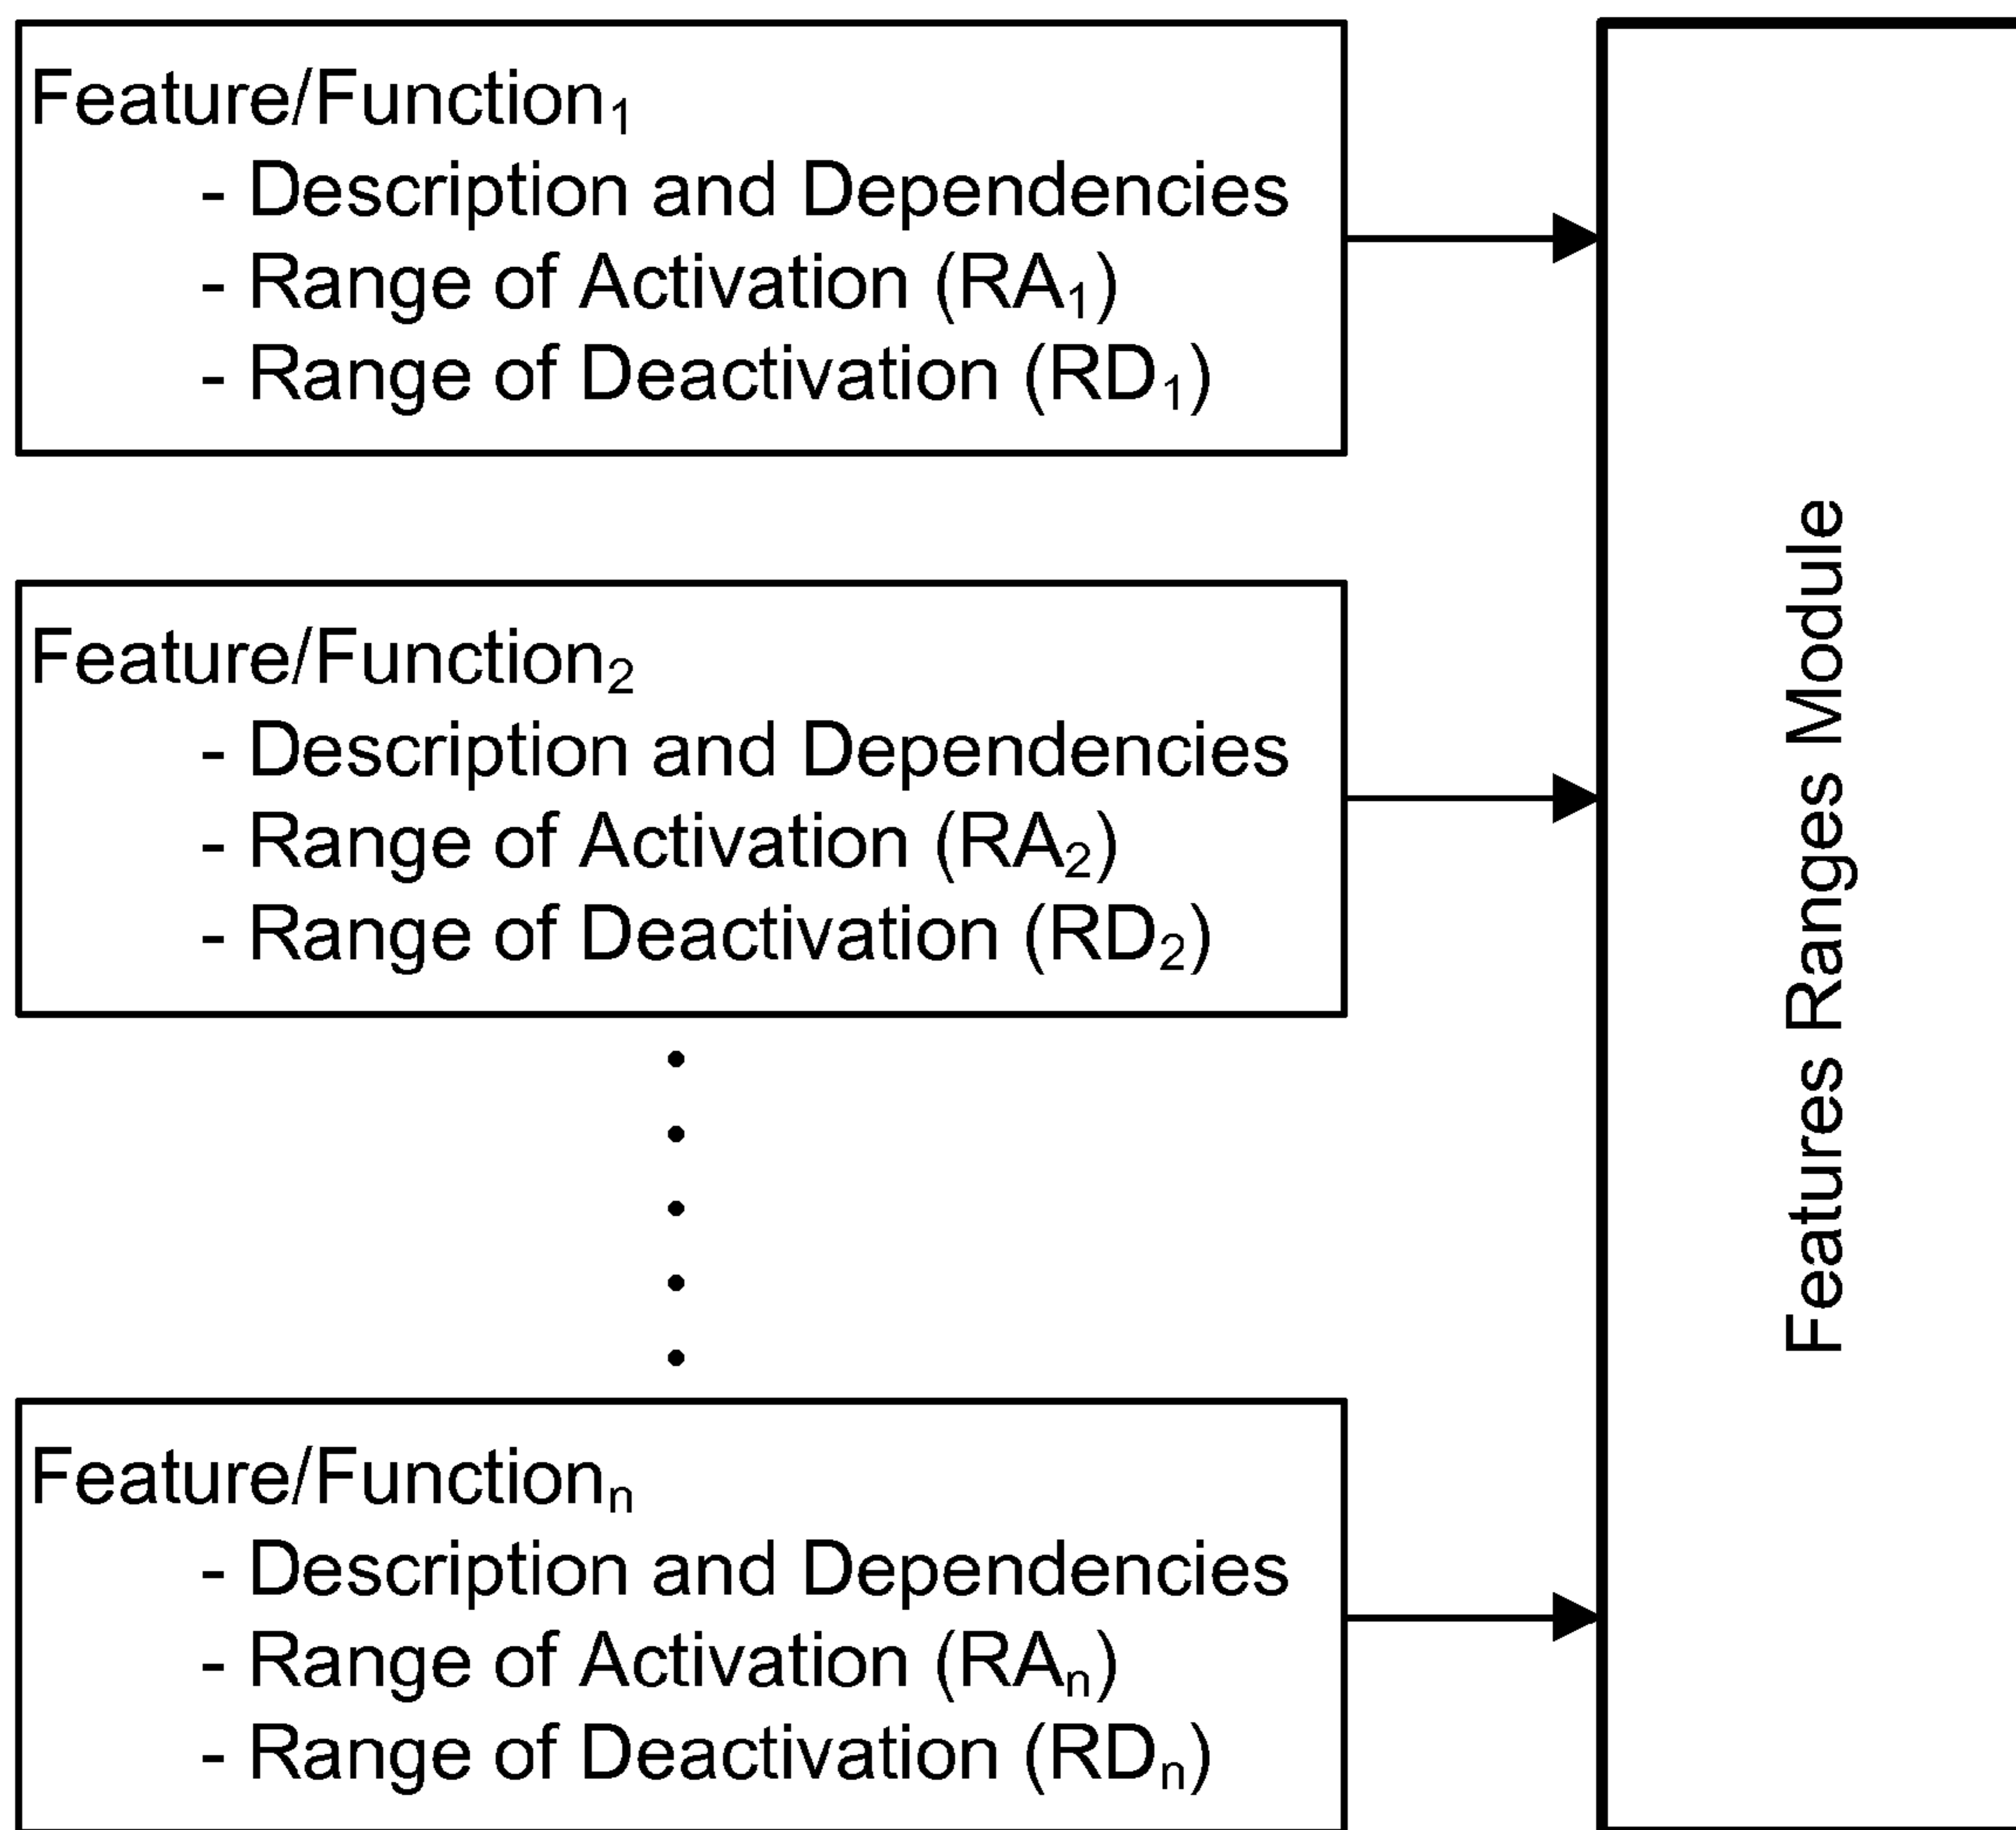 Feature/Function₁
- Description and Dependencies
- Range of Activation (RA₁)
- Range of Deactivation (RD₁)
Feature/Function₂
- Description and Dependencies
- Range of Activation (RA₂)
- Range of Deactivation (RD₂)
Feature/Functionₙ
- Description and Dependencies
- Range of Activation (RAₙ)
- Range of Deactivation (RDₙ)
Features Ranges Module